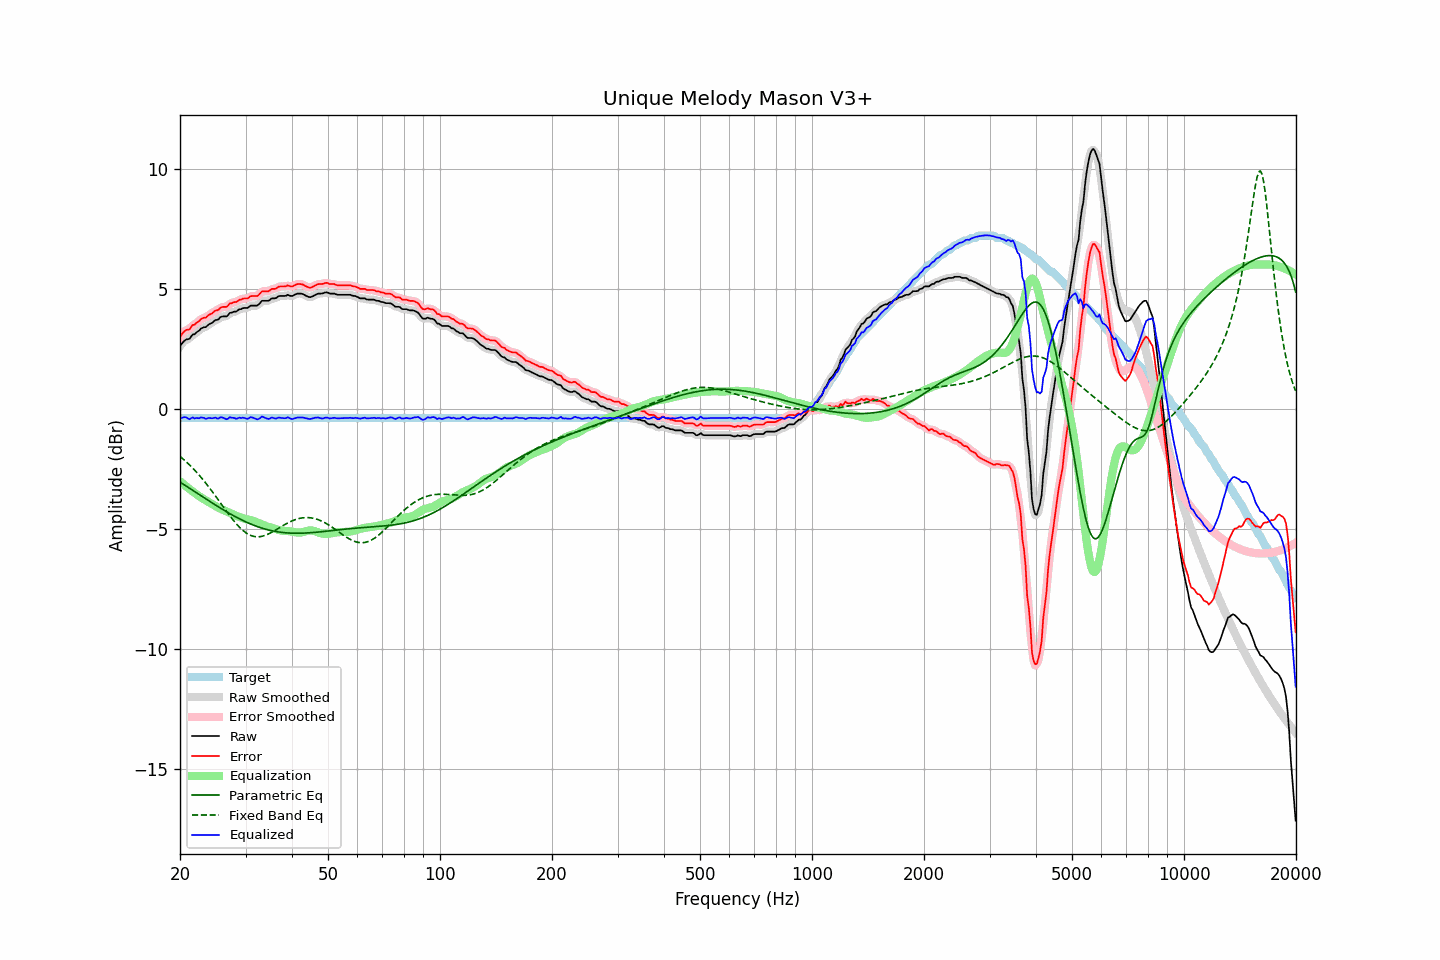 Unique Melody Mason V3+
Amplitude (dBr)
10
5
0
−5
−10
−15
Target
Raw Smoothed
Error Smoothed
Raw
Error
Equalization
Parametric Eq
Fixed Band Eq
Equalized
20 50 100 200 500 1000 2000 5000 10000 20000
Frequency (Hz)